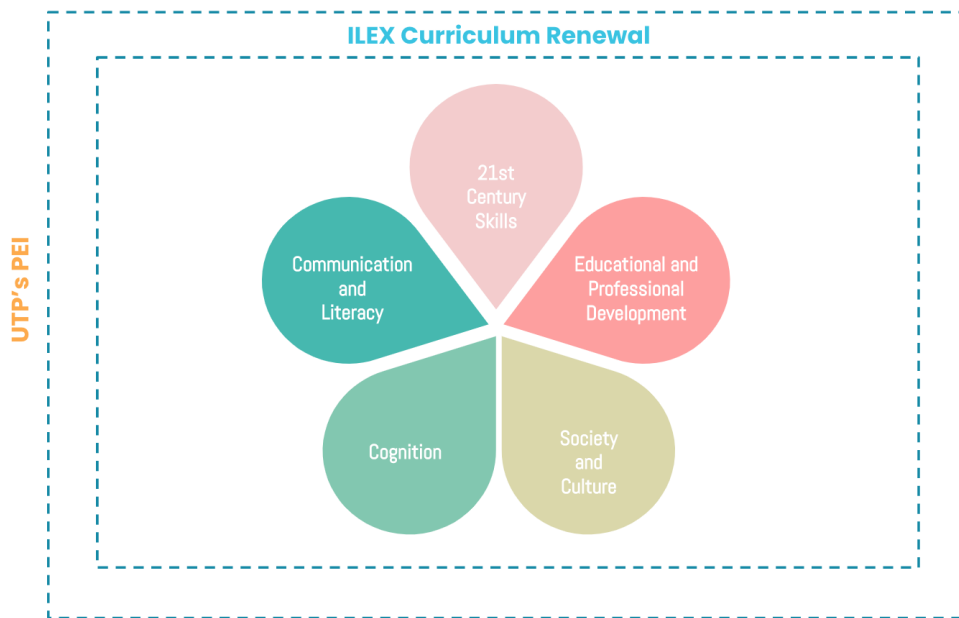 ILEX Curriculum Renewal
UTP's PEI
21st
Century
Skills
Communication
and
Literacy
Educational and
Professional
Development
Cognition
Society
and
Culture